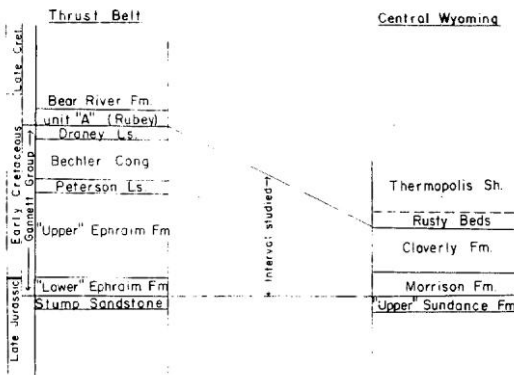 Thrust Belt
Central Wyoming
Late Cret.
Early Cretaceous
Late Jurassic
Gannett Group
Bear River Fm.
unit "A" (Rubey)
Draney Ls.
Bechler Cong
Peterson Ls.
"Upper" Ephraim Fm
"Lower" Ephraim Fm
Stump Sandstone
Interval studied
Thermopolis Sh.
Rusty Beds
Cloverly Fm.
Morrison Fm.
"Upper" Sundance Fm